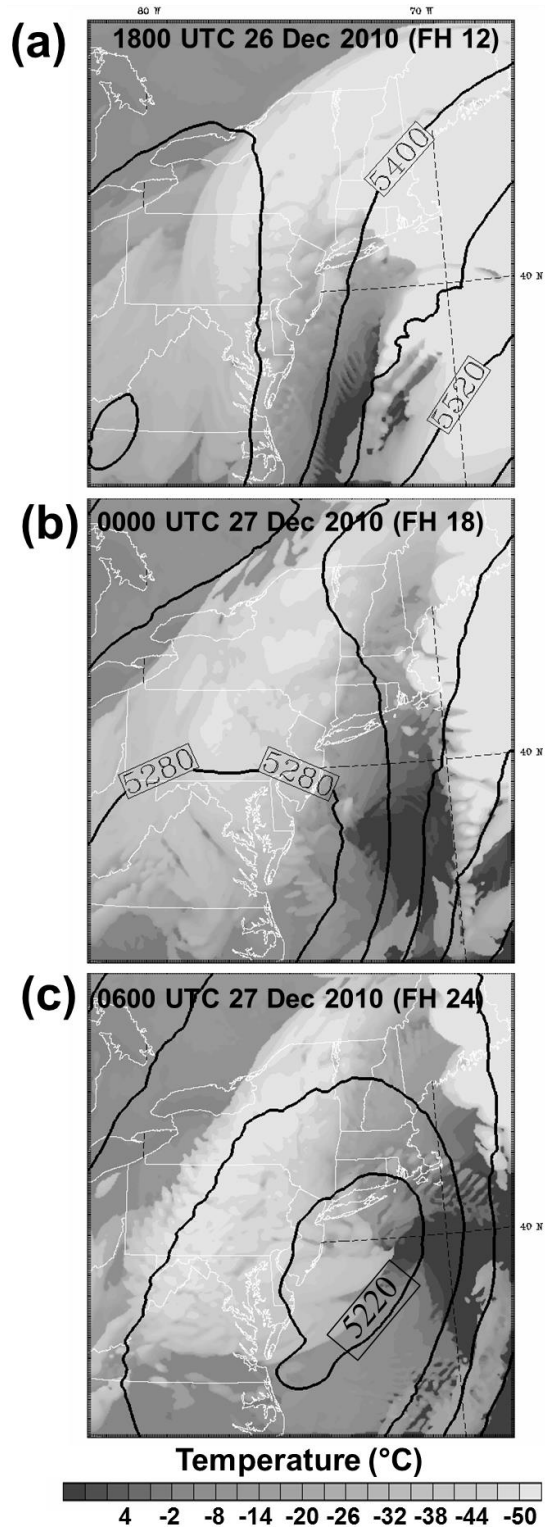 80 W 70 W
(a) 1800 UTC 26 Dec 2010 (FH 12)
5400
40 N
5520
(b) 0000 UTC 27 Dec 2010 (FH 18)
5280 5280
40 N
(c) 0600 UTC 27 Dec 2010 (FH 24)
40 N
5220
Temperature (°C)
4 -2 -8 -14 -20 -26 -32 -38 -44 -50